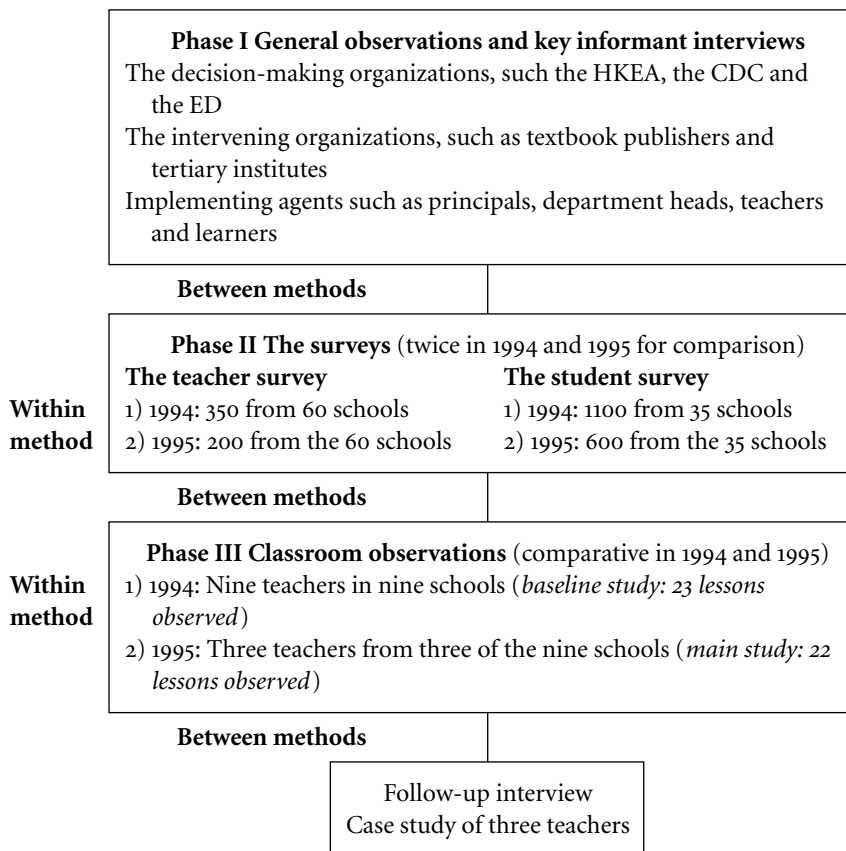 Phase I General observations and key informant interviews
The decision-making organizations, such the HKEA, the CDC and
the ED
The intervening organizations, such as textbook publishers and
tertiary institutes
Implementing agents such as principals, department heads, teachers
and learners
Between methods
Phase II The surveys (twice in 1994 and 1995 for comparison)
Within
method
The teacher survey
1) 1994: 350 from 60 schools
2) 1995: 200 from the 60 schools
The student survey
1) 1994: 1100 from 35 schools
2) 1995: 600 from the 35 schools
Between methods
Phase III Classroom observations (comparative in 1994 and 1995)
Within
method
1) 1994: Nine teachers in nine schools (baseline study: 23 lessons
observed)
2) 1995: Three teachers from three of the nine schools (main study: 22
lessons observed)
Between methods
Follow-up interview
Case study of three teachers